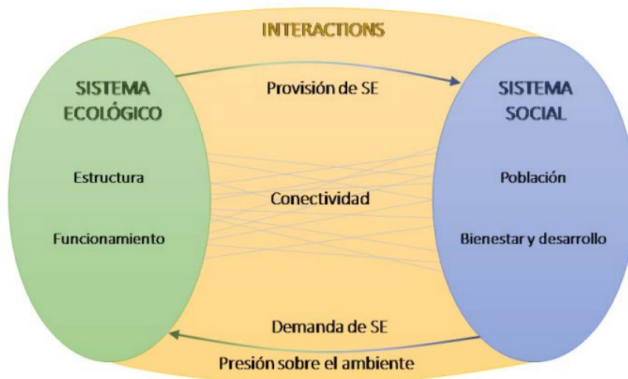 INTERACTIONS
SISTEMA
ECOLÓGICO
Estructura
Funcionamiento
Provisión de SE
Conectividad
Demanda de SE
Presión sobre el ambiente
SISTEMA
SOCIAL
Población
Bienestar y desarrollo